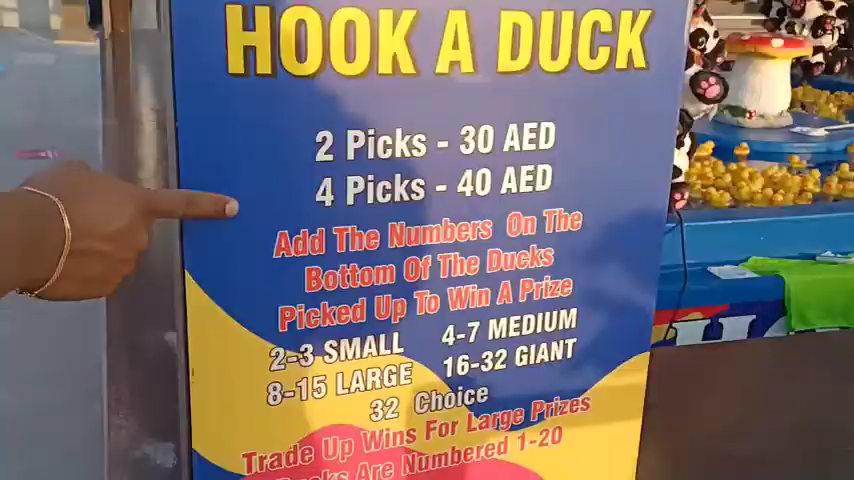 HOOK A DUCK
2 Picks - 30 AED
4 Picks - 40 AED
Add The Numbers On The
Bottom Of The Ducks
Picked Up To Win A Prize
2-3 SMALL 4-7 MEDIUM
8-15 LARGE 16-32 GIANT
32 Choice
Trade Up Wins For Large Prizes
Ducks Are Numbered 1-20